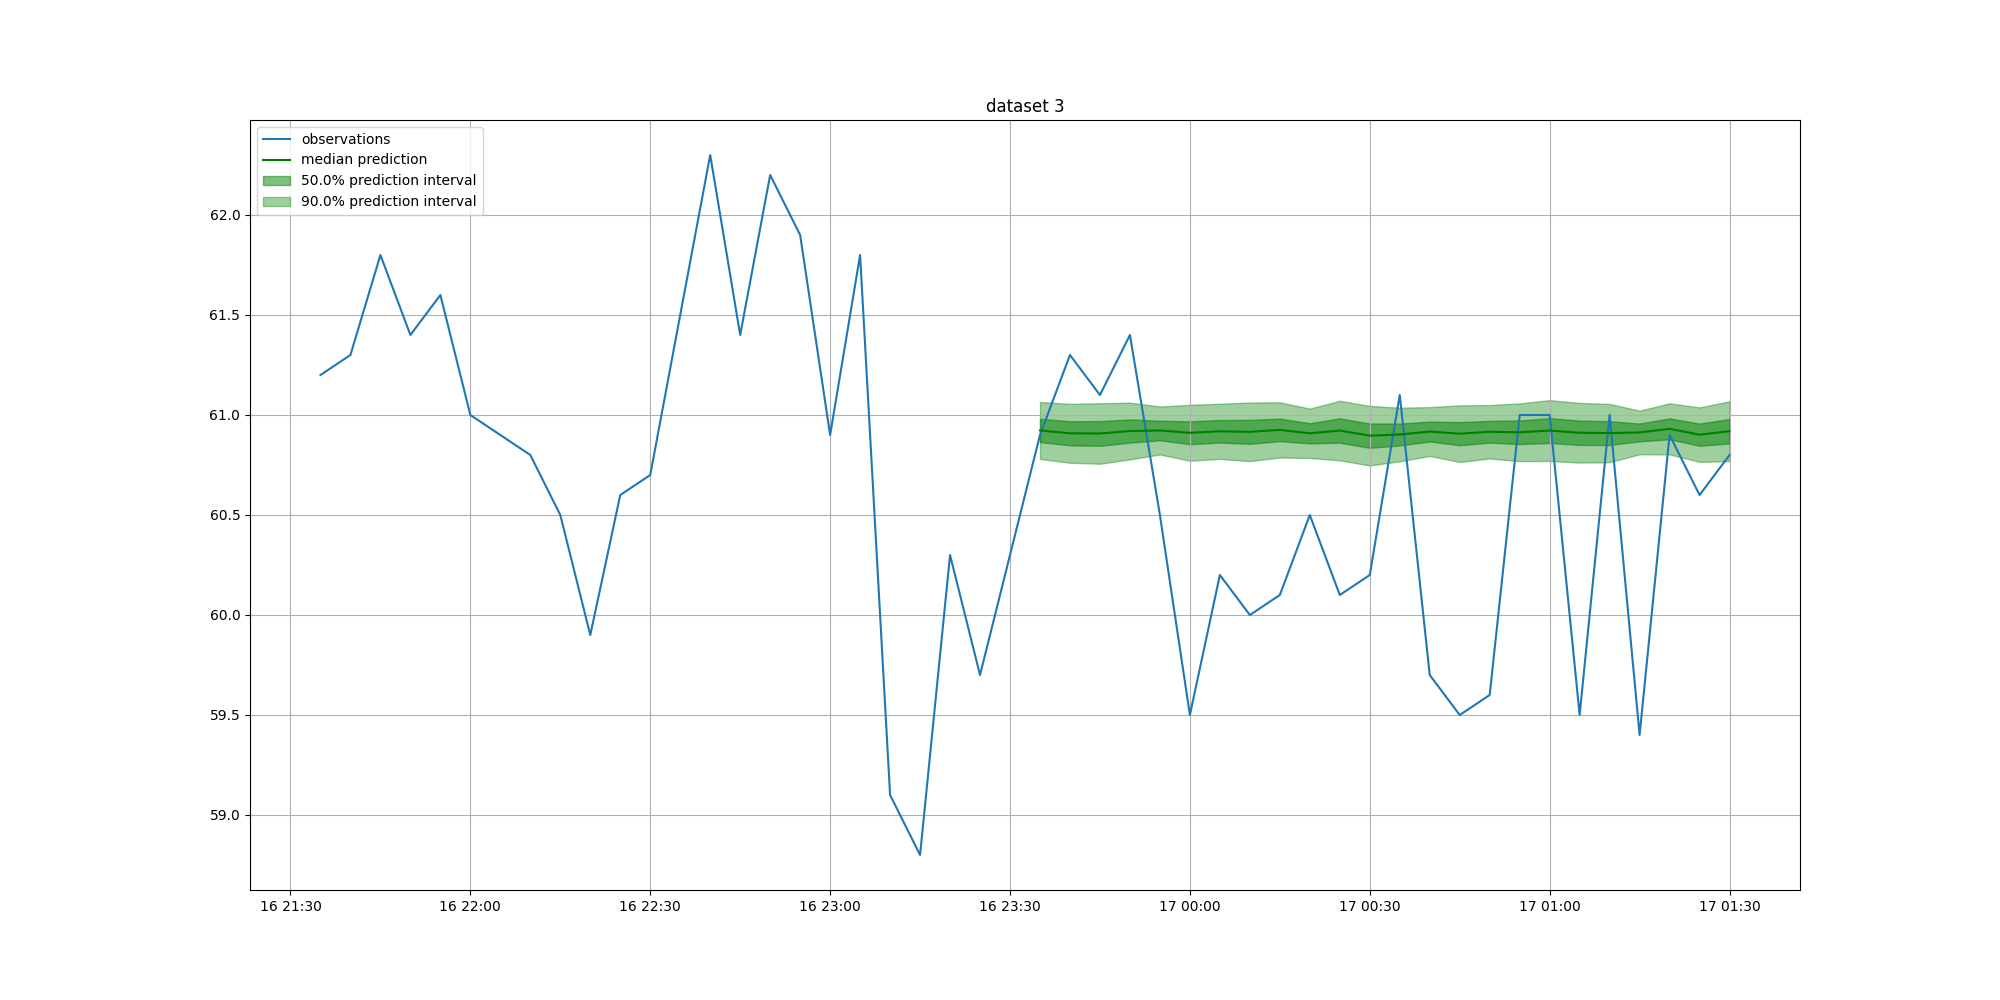 dataset 3
observations
median prediction
50.0% prediction interval
90.0% prediction interval
62.0
61.5
61.0
60.5
60.0
59.5
59.0
16 21:30 16 22:00 16 22:30 16 23:00 16 23:30 17 00:00 17 00:30 17 01:00 17 01:30